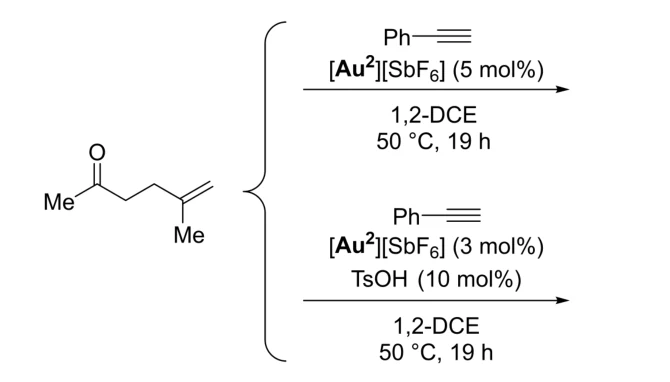 Ph
[Au²][SbF₆] (5 mol%)
1,2-DCE
50 °C, 19 h
O
Me
Me
Ph
[Au²][SbF₆] (3 mol%)
TsOH (10 mol%)
1,2-DCE
50 °C, 19 h